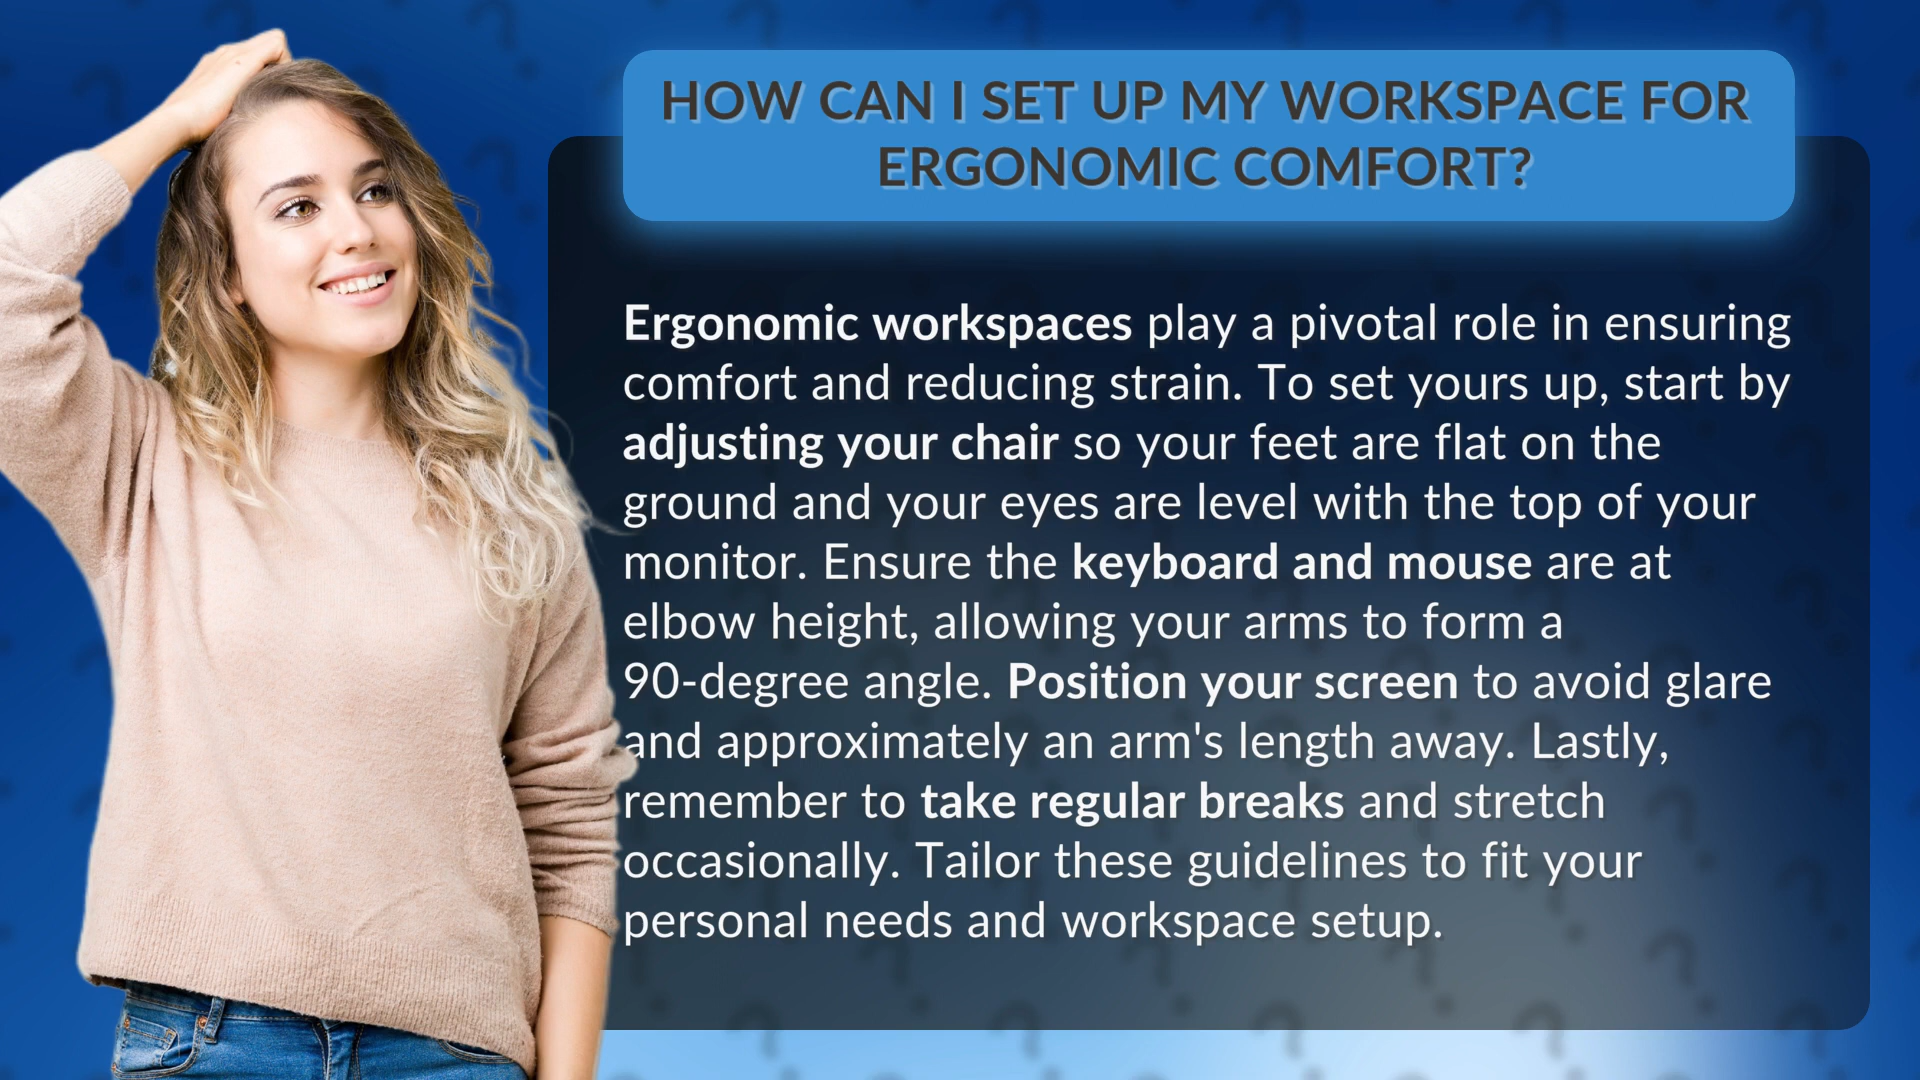 HOW CAN I SET UP MY WORKSPACE FOR
ERGONOMIC COMFORT?
Ergonomic workspaces play a pivotal role in ensuring
comfort and reducing strain. To set yours up, start by
adjusting your chair so your feet are flat on the
ground and your eyes are level with the top of your
monitor. Ensure the keyboard and mouse are at
elbow height, allowing your arms to form a
90-degree angle. Position your screen to avoid glare
and approximately an arm's length away. Lastly,
remember to take regular breaks and stretch
occasionally. Tailor these guidelines to fit your
personal needs and workspace setup.